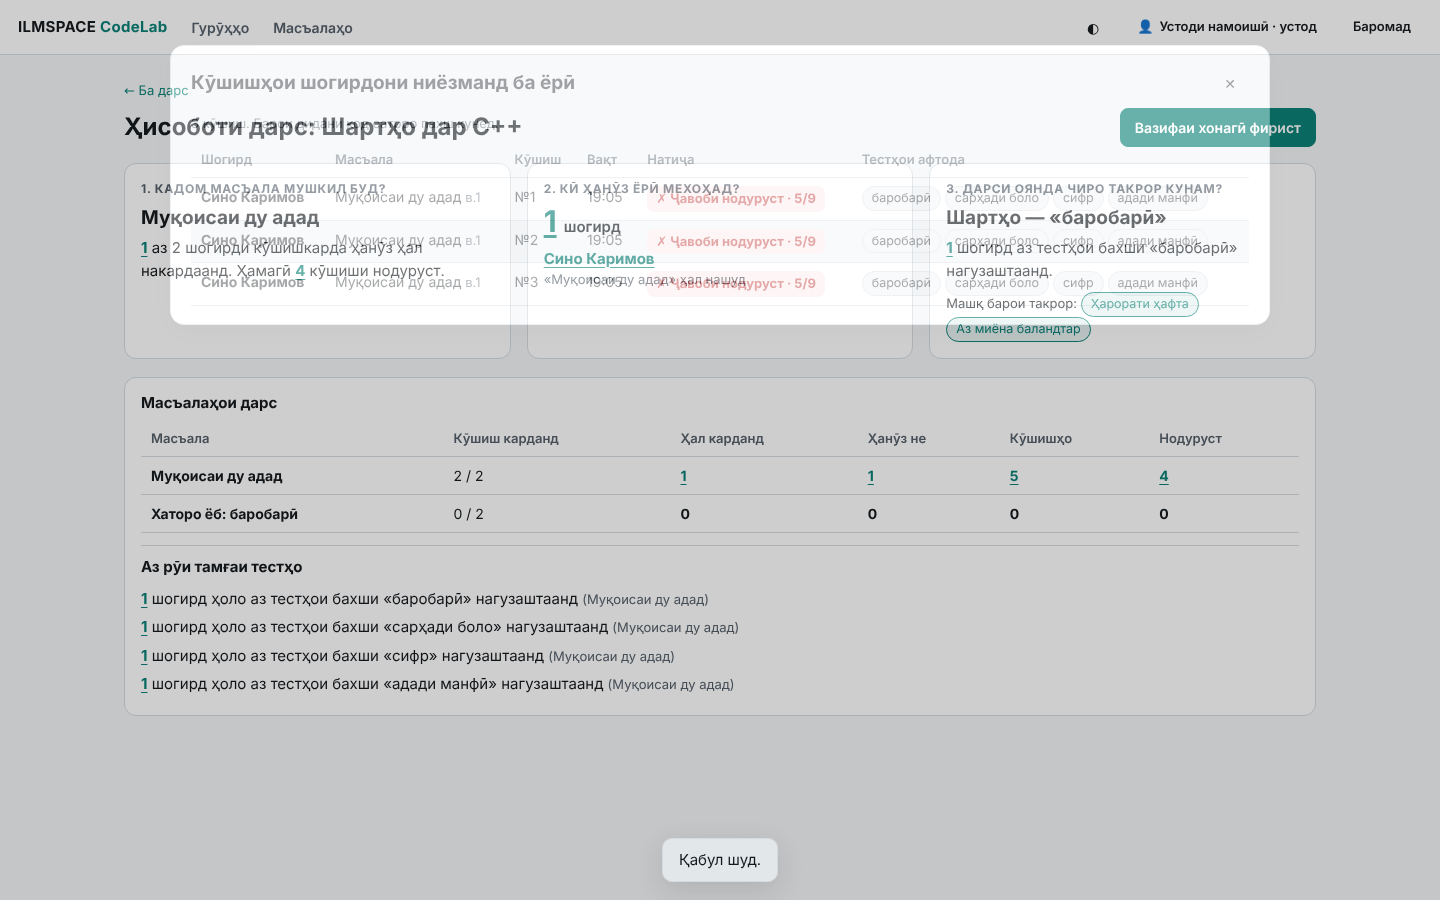 ILMSPACE CodeLab Гурӯҳҳо Масъалаҳо ◐ 👤 Устоди намоишӣ · устод Баромад
Кӯшишҳои шогирдони ниёзманд ба ёрӣ ×
← Ба дарс
Ҳисоботи дарс: Шартҳо дар C++
Вазифаи хонагӣ фирист
Шогирд Масъала Кӯшиш Вақт Натиҷа Тестҳои афтода
Сино Каримов Муқоисаи ду адад в.1 №1 19:05 ✗ Ҷавоби нодуруст · 5/9 баробарӣ сарҳади боло сифр адади манфӣ
Сино Каримов Муқоисаи ду адад в.1 №2 19:05 ✗ Ҷавоби нодуруст · 5/9 баробарӣ сарҳади боло сифр адади манфӣ
Сино Каримов Муқоисаи ду адад в.1 №3 19:05 ✗ Ҷавоби нодуруст · 5/9 баробарӣ сарҳади боло сифр адади манфӣ
1. КАДОМ МАСЪАЛА МУШКИЛ БУД?
Муқоисаи ду адад
1 аз 2 шогирди кӯшишкарда ҳанӯз ҳал
накардаанд. Ҳамагӣ 4 кӯшиши нодуруст.
2. КӢ ҲАНӮЗ ЁРӢ МЕХОҲАД?
1 шогирд
Сино Каримов
«Муқоисаи ду адад» ҳал нашуд
3. ДАРСИ ОЯНДА ЧИРО ТАКРОР КУНАМ?
Шартҳо — «баробарӣ»
1 шогирд аз тестҳои бахши «баробарӣ»
нагузаштаанд.
Машқ барои такрор: Ҳарорати ҳафта
Аз миёна баландтар
Масъалаҳои дарс
Масъала Кӯшиш карданд Ҳал карданд Ҳанӯз не Кӯшишҳо Нодуруст
Муқоисаи ду адад 2 / 2 1 1 5 4
Хаторо ёб: баробарӣ 0 / 2 0 0 0 0
Аз рӯи тамғаи тестҳо
1 шогирд ҳоло аз тестҳои бахши «баробарӣ» нагузаштаанд (Муқоисаи ду адад)
1 шогирд ҳоло аз тестҳои бахши «сарҳади боло» нагузаштаанд (Муқоисаи ду адад)
1 шогирд ҳоло аз тестҳои бахши «сифр» нагузаштаанд (Муқоисаи ду адад)
1 шогирд ҳоло аз тестҳои бахши «адади манфӣ» нагузаштаанд (Муқоисаи ду адад)
Қабул шуд.